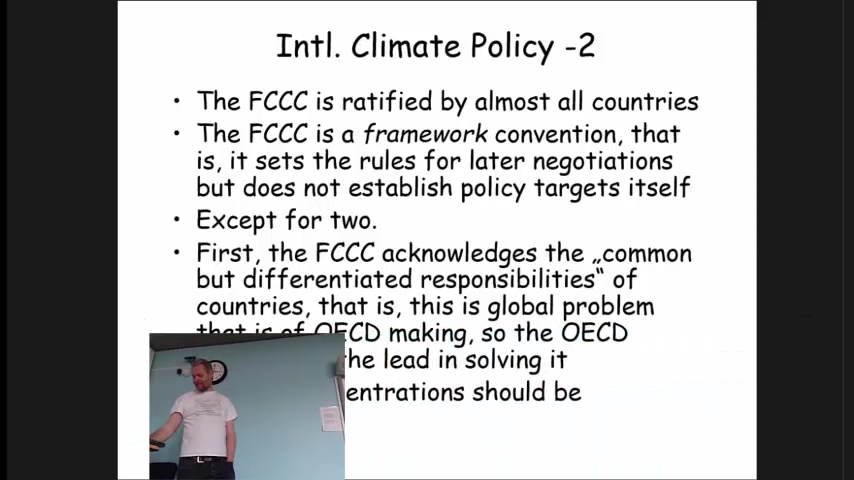 Intl. Climate Policy -2
• The FCCC is ratified by almost all countries
• The FCCC is a framework convention, that
is, it sets the rules for later negotiations
but does not establish policy targets itself
• Except for two.
• First, the FCCC acknowledges the „common
but differentiated responsibilities“ of
countries, that is, this is global problem
that is of OECD making, so the OECD
the lead in solving it
entrations should be